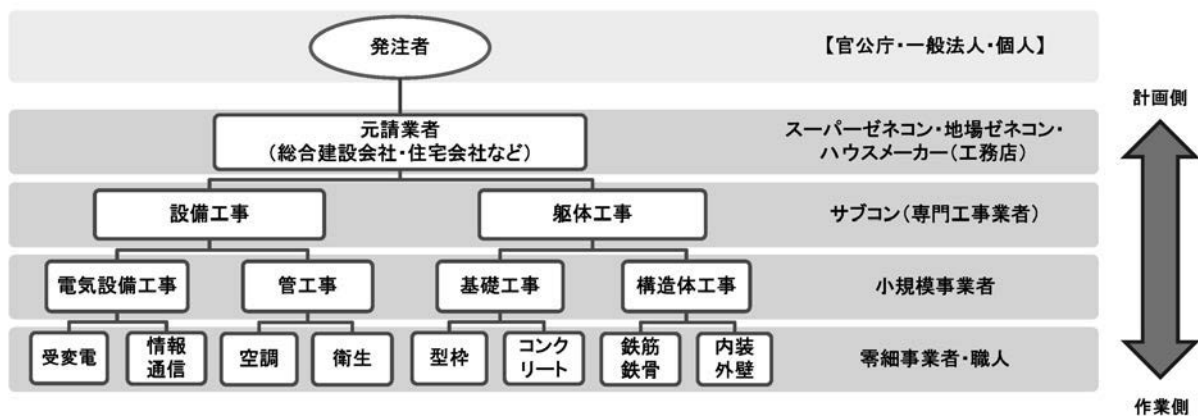 発注者
【官公庁・一般法人・個人】
計画側
元請業者
（総合建設会社・住宅会社など）
スーパーゼネコン・地場ゼネコン・
ハウスメーカー（工務店）
設備工事
躯体工事
サブコン（専門工事業者）
電気設備工事
管工事
基礎工事
構造体工事
小規模事業者
受変電
情報
通信
空調
衛生
型枠
コンク
リート
鉄筋
鉄骨
内装
外壁
零細事業者・職人
作業側